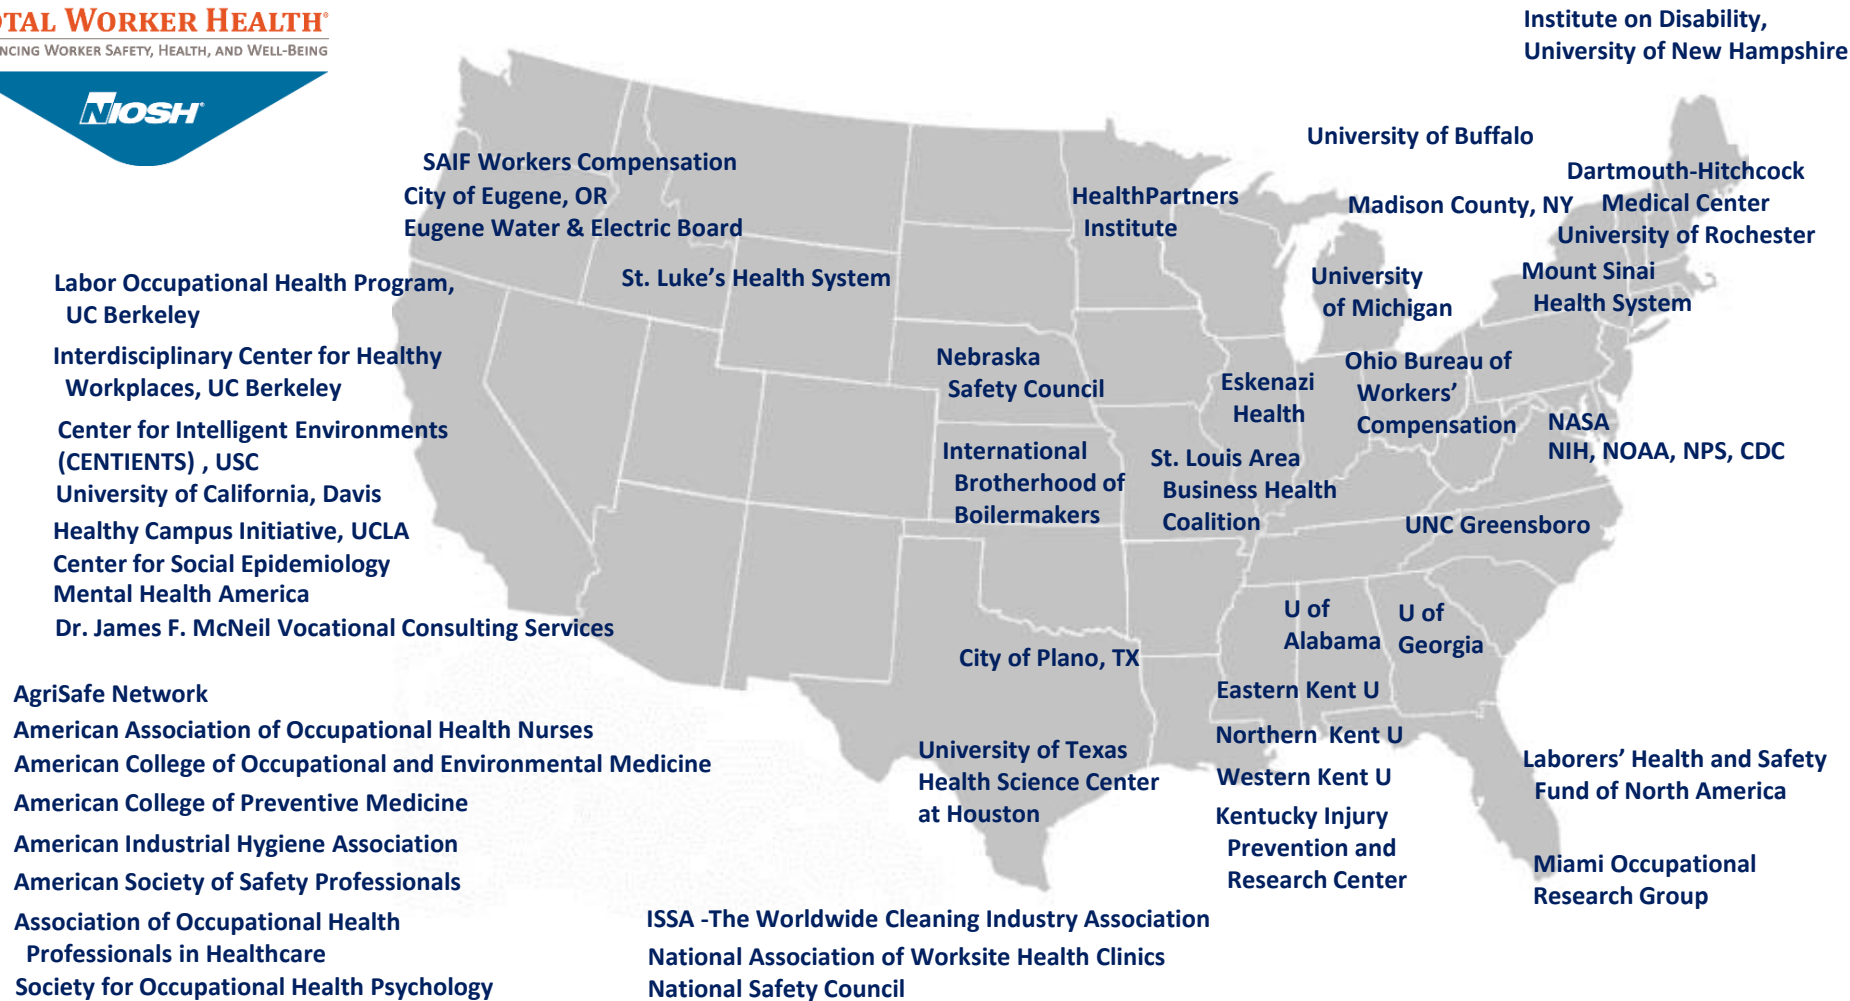 OTAL WORKER HEALTH®
NCING WORKER SAFETY, HEALTH, AND WELL-BEING
NIOSH®
Institute on Disability,
University of New Hampshire
University of Buffalo
SAIF Workers Compensation
City of Eugene, OR
Eugene Water & Electric Board
HealthPartners
Institute
Madison County, NY
Dartmouth-Hitchcock
Medical Center
University of Rochester
St. Luke's Health System
University
of Michigan
Mount Sinai
Health System
Labor Occupational Health Program,
UC Berkeley
Interdisciplinary Center for Healthy
Workplaces, UC Berkeley
Center for Intelligent Environments
(CENTIENTS) , USC
University of California, Davis
Healthy Campus Initiative, UCLA
Center for Social Epidemiology
Mental Health America
Dr. James F. McNeil Vocational Consulting Services
Nebraska
Safety Council
Eskenazi
Health
Ohio Bureau of
Workers'
Compensation
NASA
NIH, NOAA, NPS, CDC
International
Brotherhood of
Boilermakers
St. Louis Area
Business Health
Coalition
UNC Greensboro
U of
Alabama
U of
Georgia
City of Plano, TX
Eastern Kent U
Northern Kent U
Western Kent U
Kentucky Injury
Prevention and
Research Center
University of Texas
Health Science Center
at Houston
Laborers' Health and Safety
Fund of North America
Miami Occupational
Research Group
AgriSafe Network
American Association of Occupational Health Nurses
American College of Occupational and Environmental Medicine
American College of Preventive Medicine
American Industrial Hygiene Association
American Society of Safety Professionals
Association of Occupational Health
Professionals in Healthcare
Society for Occupational Health Psychology
ISSA -The Worldwide Cleaning Industry Association
National Association of Worksite Health Clinics
National Safety Council